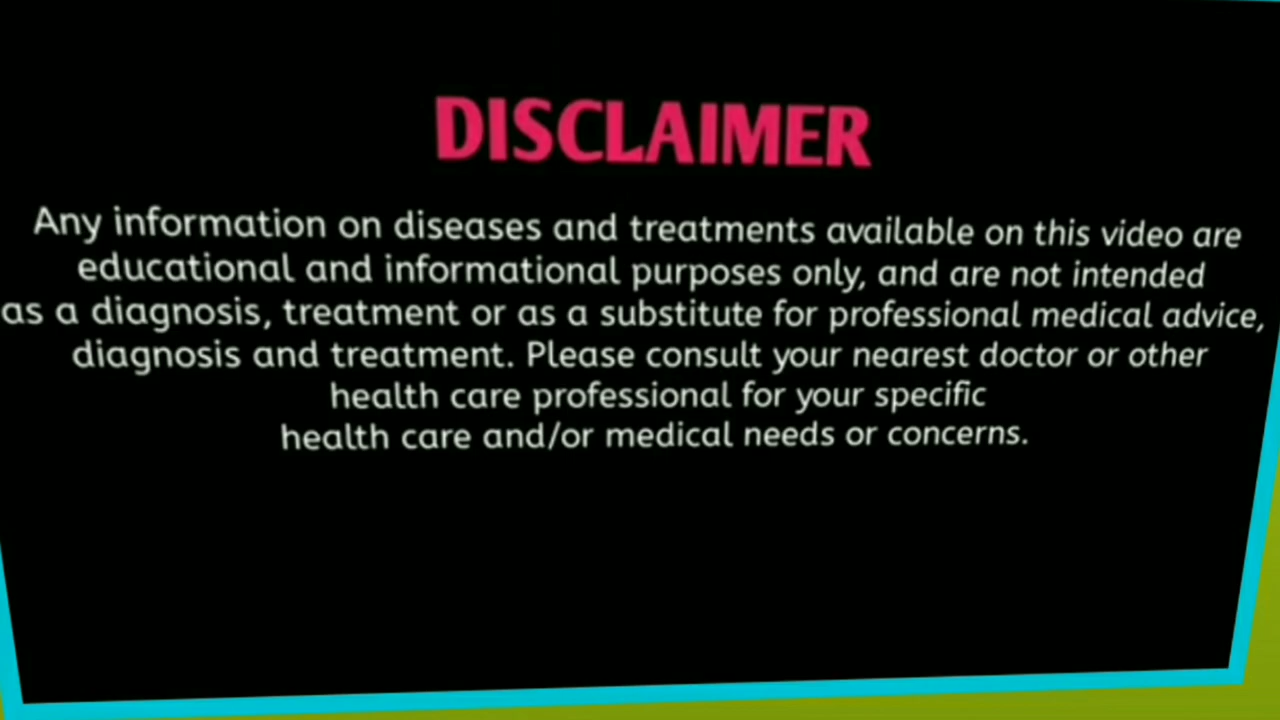 DISCLAIMER
Any information on diseases and treatments available on this video are
educational and informational purposes only, and are not intended
as a diagnosis, treatment or as a substitute for professional medical advice,
diagnosis and treatment. Please consult your nearest doctor or other
health care professional for your specific
health care and/or medical needs or concerns.